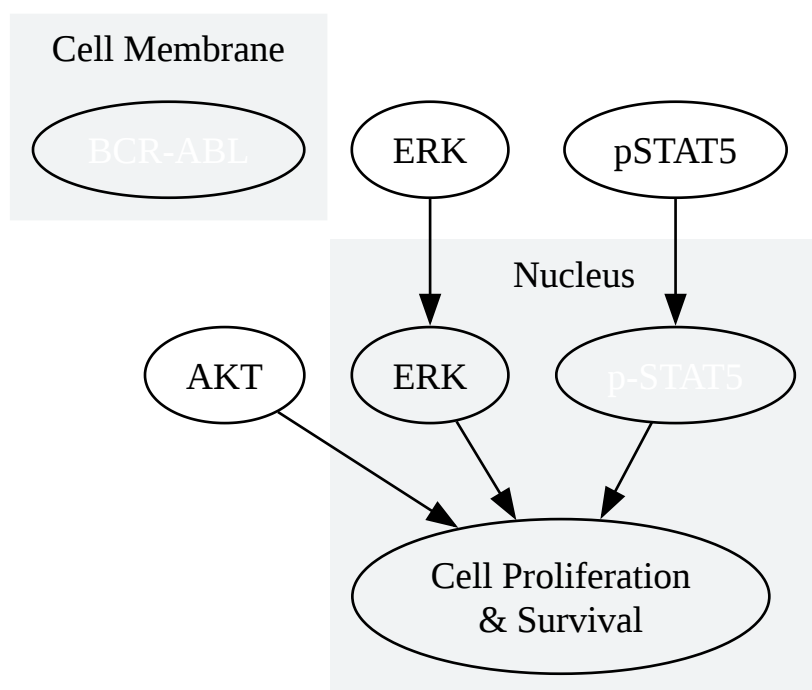 Cell Membrane
BCR-ABL
ERK
pSTAT5
Nucleus
AKT
ERK
p-STAT5
Cell Proliferation
& Survival